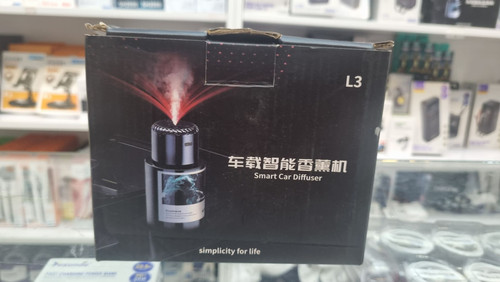 L3
车载智能香薰机
Smart Car Diffuser
simplicity for life